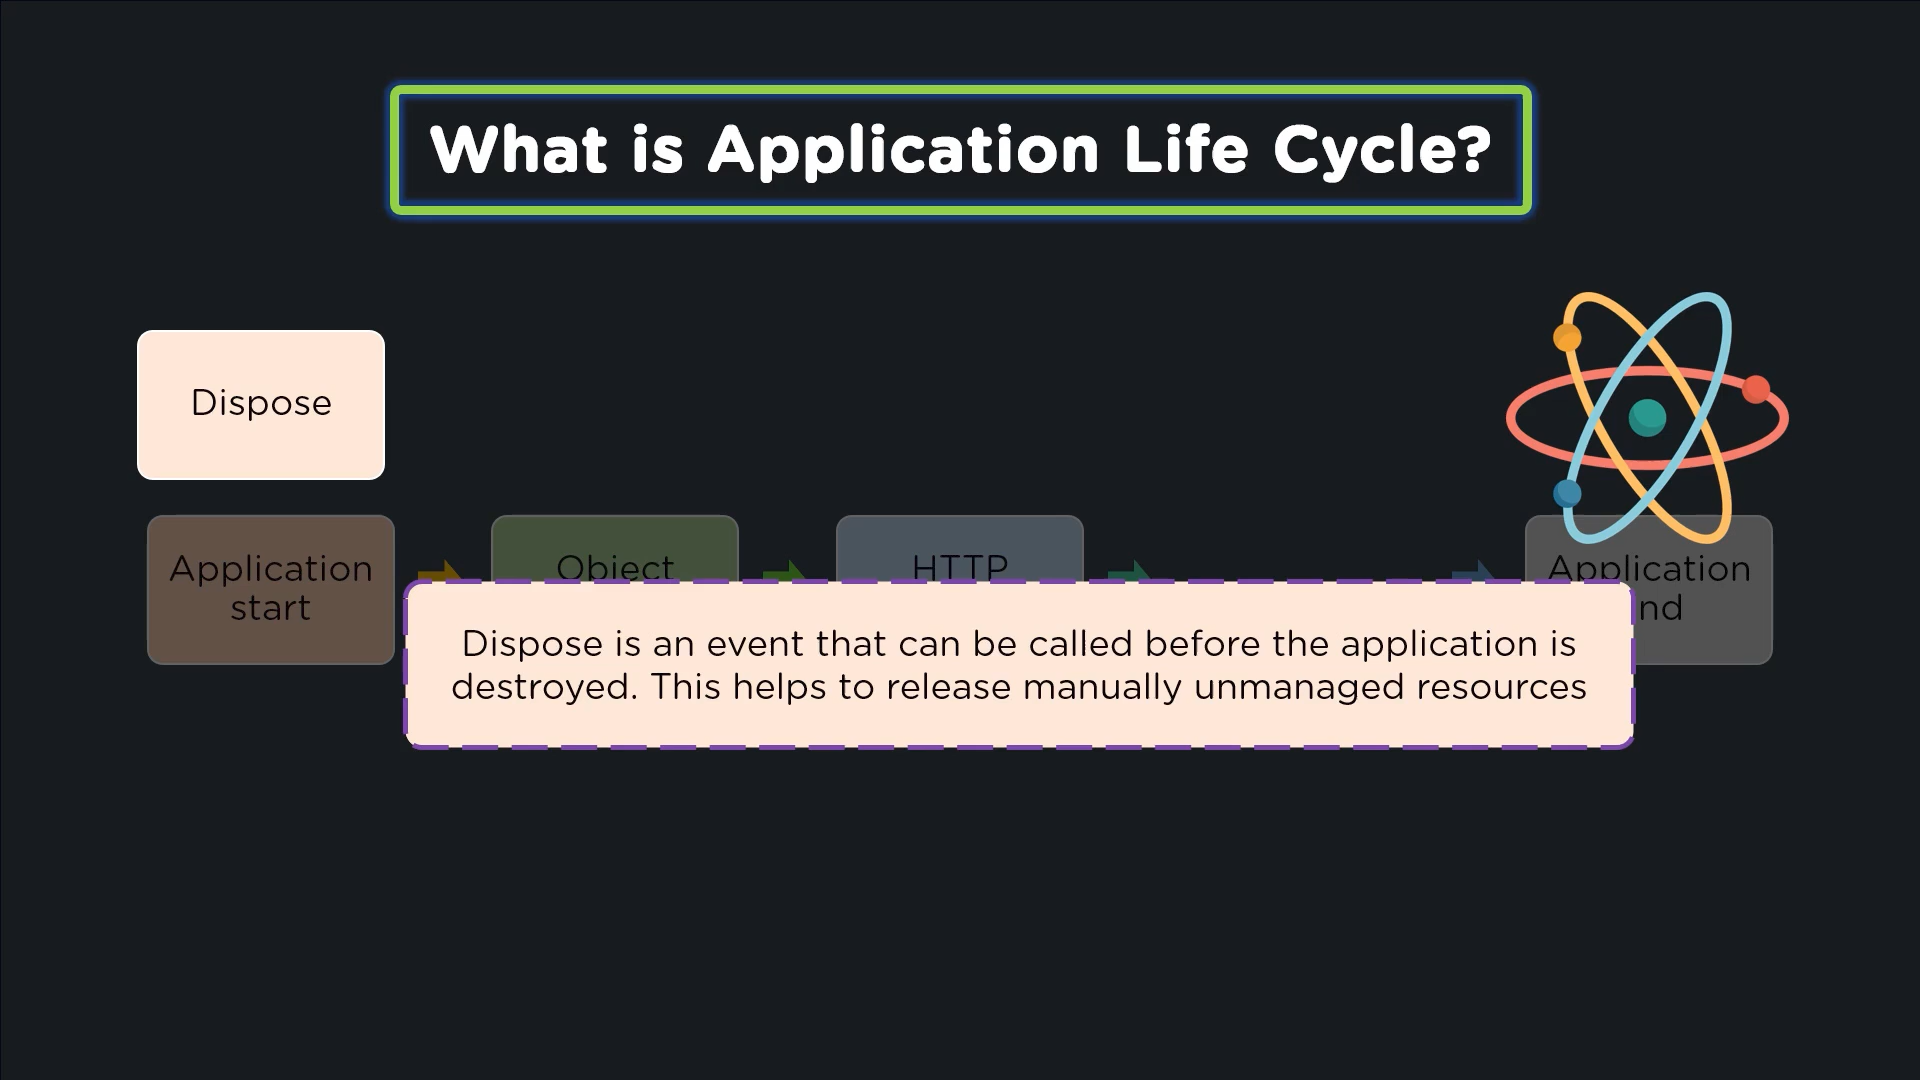 What is Application Life Cycle?
Dispose
Application
start
Object
HTTP
Application
nd
Dispose is an event that can be called before the application is
destroyed. This helps to release manually unmanaged resources